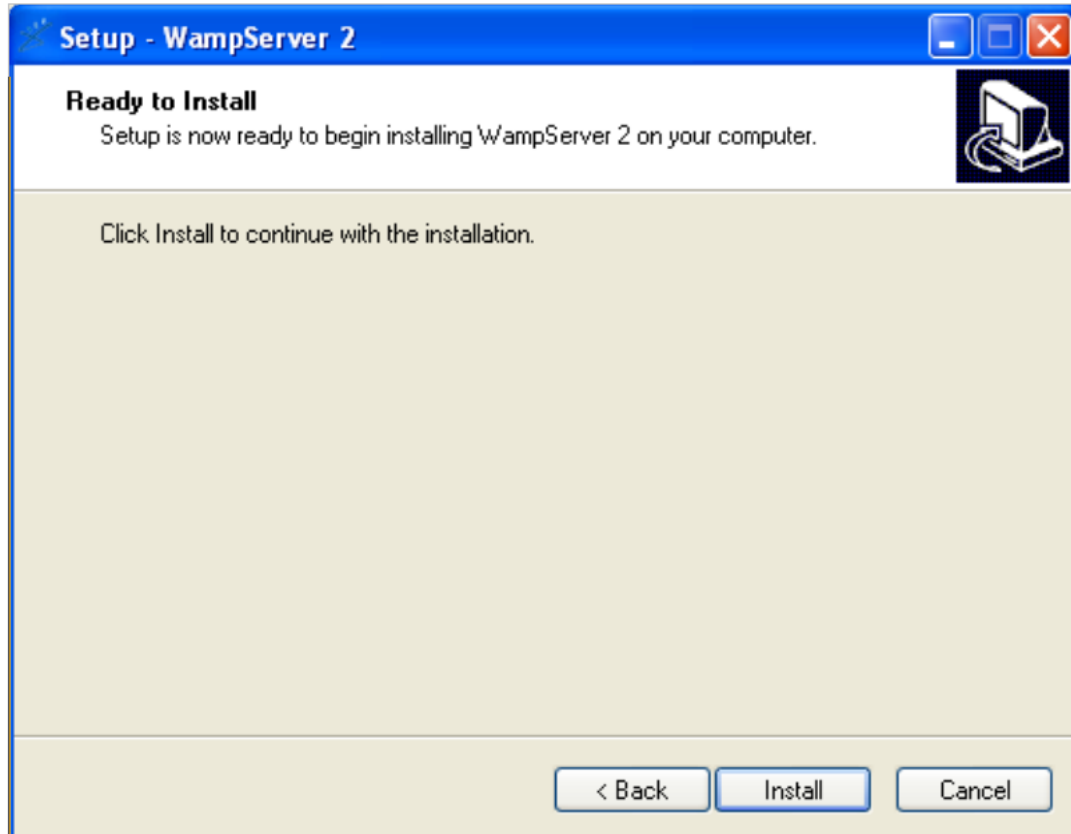 Setup - WampServer 2
Ready to Install
Setup is now ready to begin installing WampServer 2 on your computer.
Click Install to continue with the installation.
< Back
Install
Cancel